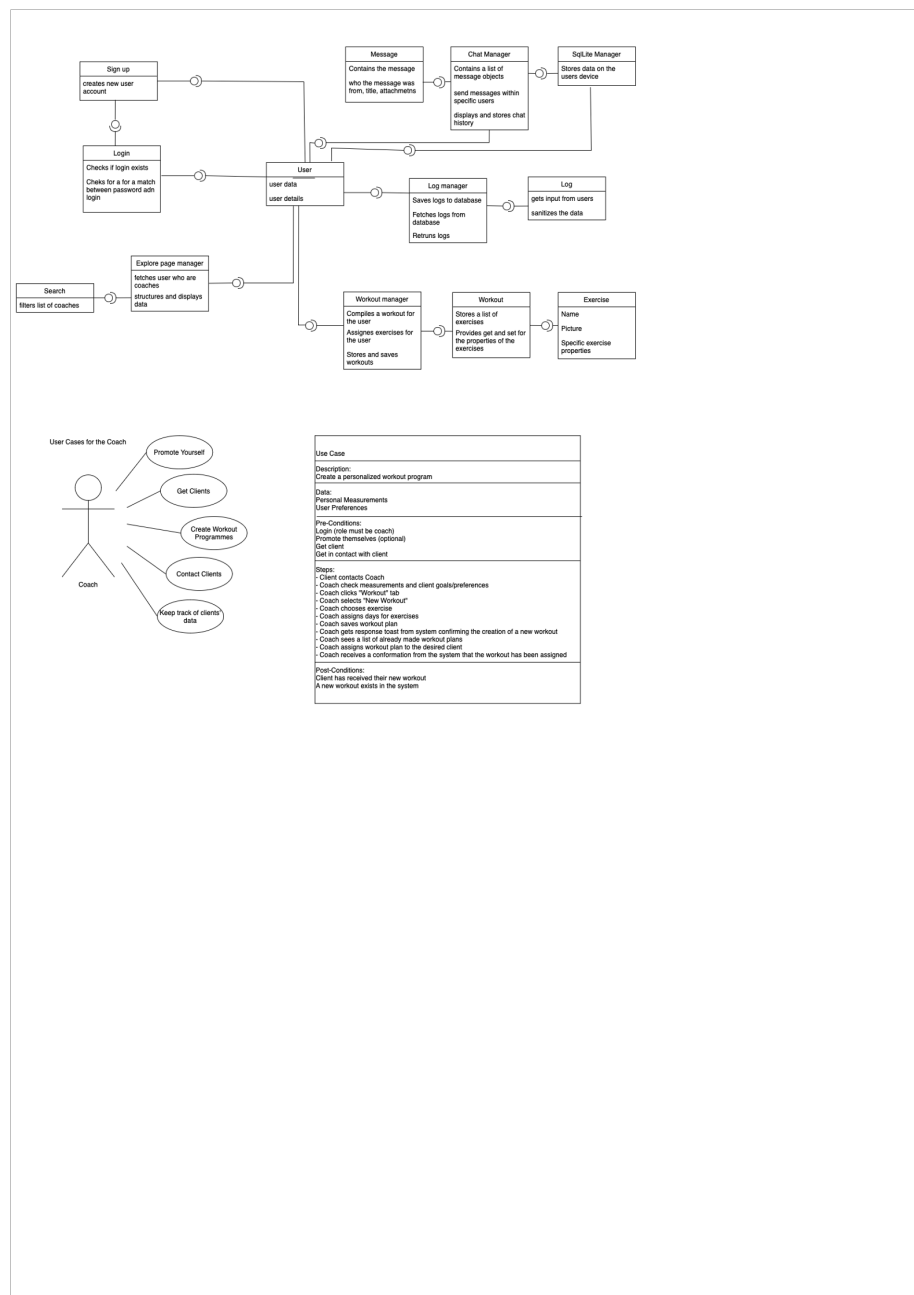 Sign up
creates new user
account
Message
Contains the message
who the message was
from, title, attachmetns
Chat Manager
Contains a list of
message objects
send messages within
specific users
displays and stores chat
history
SqlLite Manager
Stores data on the
users device
Login
Checks if login exists
Cheks for a for a match
between password adn
login
User
user data
user details
Log manager
Saves logs to database
Fetches logs from
database
Retruns logs
Log
gets input from users
sanitizes the data
Search
filters list of coaches
Explore page manager
fetches user who are
coaches
structures and displays
data
Workout manager
Compiles a workout for
the user
Assignes exercises for
the user
Stores and saves
workouts
Workout
Stores a list of
exercises
Provides get and set for
the properties of the
exercises
Exercise
Name
Picture
Specific exercise
properties
User Cases for the Coach
Promote Yourself
Get Clients
Create Workout
Programmes
Contact Clients
Keep track of clients"
data
Coach
Use Case
Description:
Create a personalized workout program
Data:
Personal Measurements
User Preferences
Pre-Conditions:
Login (role must be coach)
Promote themselves (optional)
Get client
Get in contact with client
Steps:
- Client contacts Coach
- Coach check measurements and client goals/preferences
- Coach clicks "Workout" tab
- Coach selects "New Workout"
- Coach chooses exercise
- Coach assigns days for exercises
- Coach saves workout plan
- Coach gets response toast from system confirming the creation of a new workout
- Coach sees a list of already made workout plans
- Coach assigns workout plan to the desired client
- Coach receives a conformation from the system that the workout has been assigned
Post-Conditions:
Client has received their new workout
A new workout exists in the system